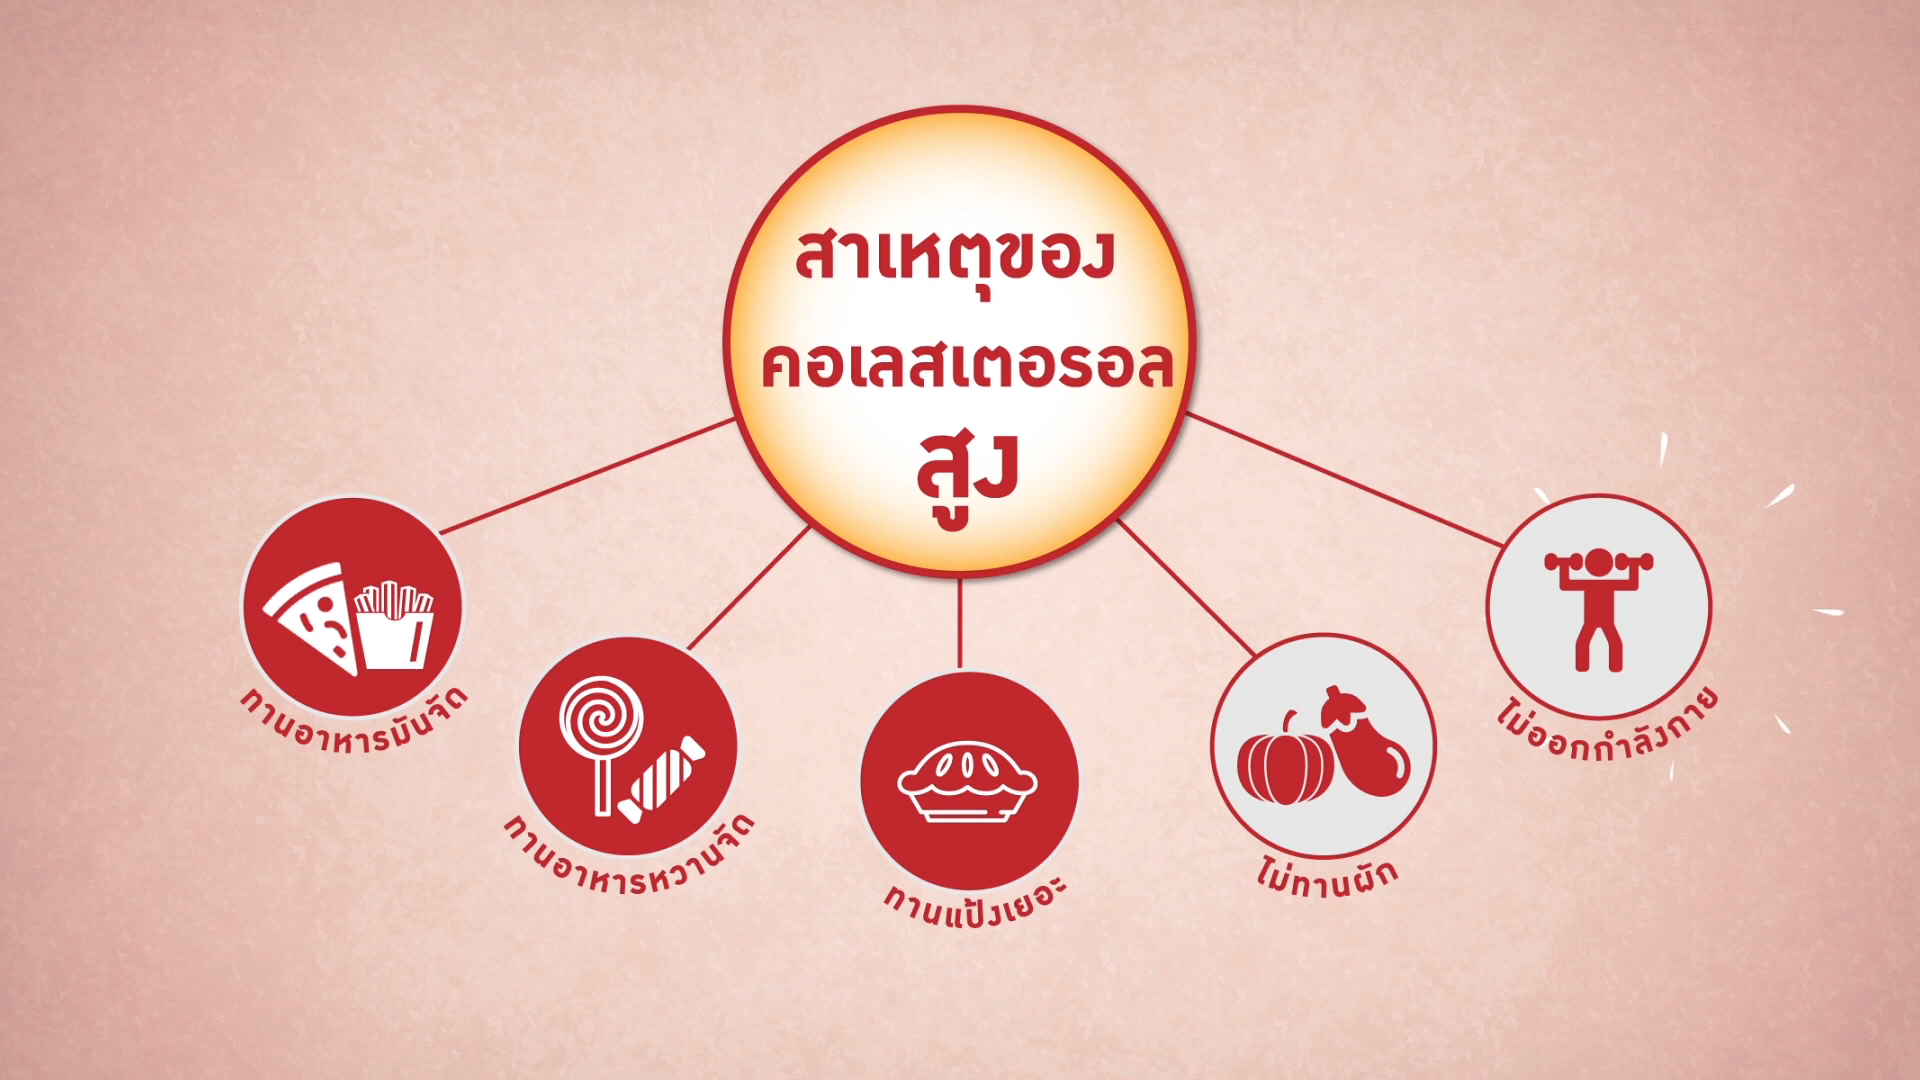 สาเหตุของ
คอเลสเตอรอล
สูง
ทานอาหารมันจัด
ทานอาหารหวานจัด
ทานแป้งเยอะ
ไม่ทานผัก
ไม่ออกกำลังกาย